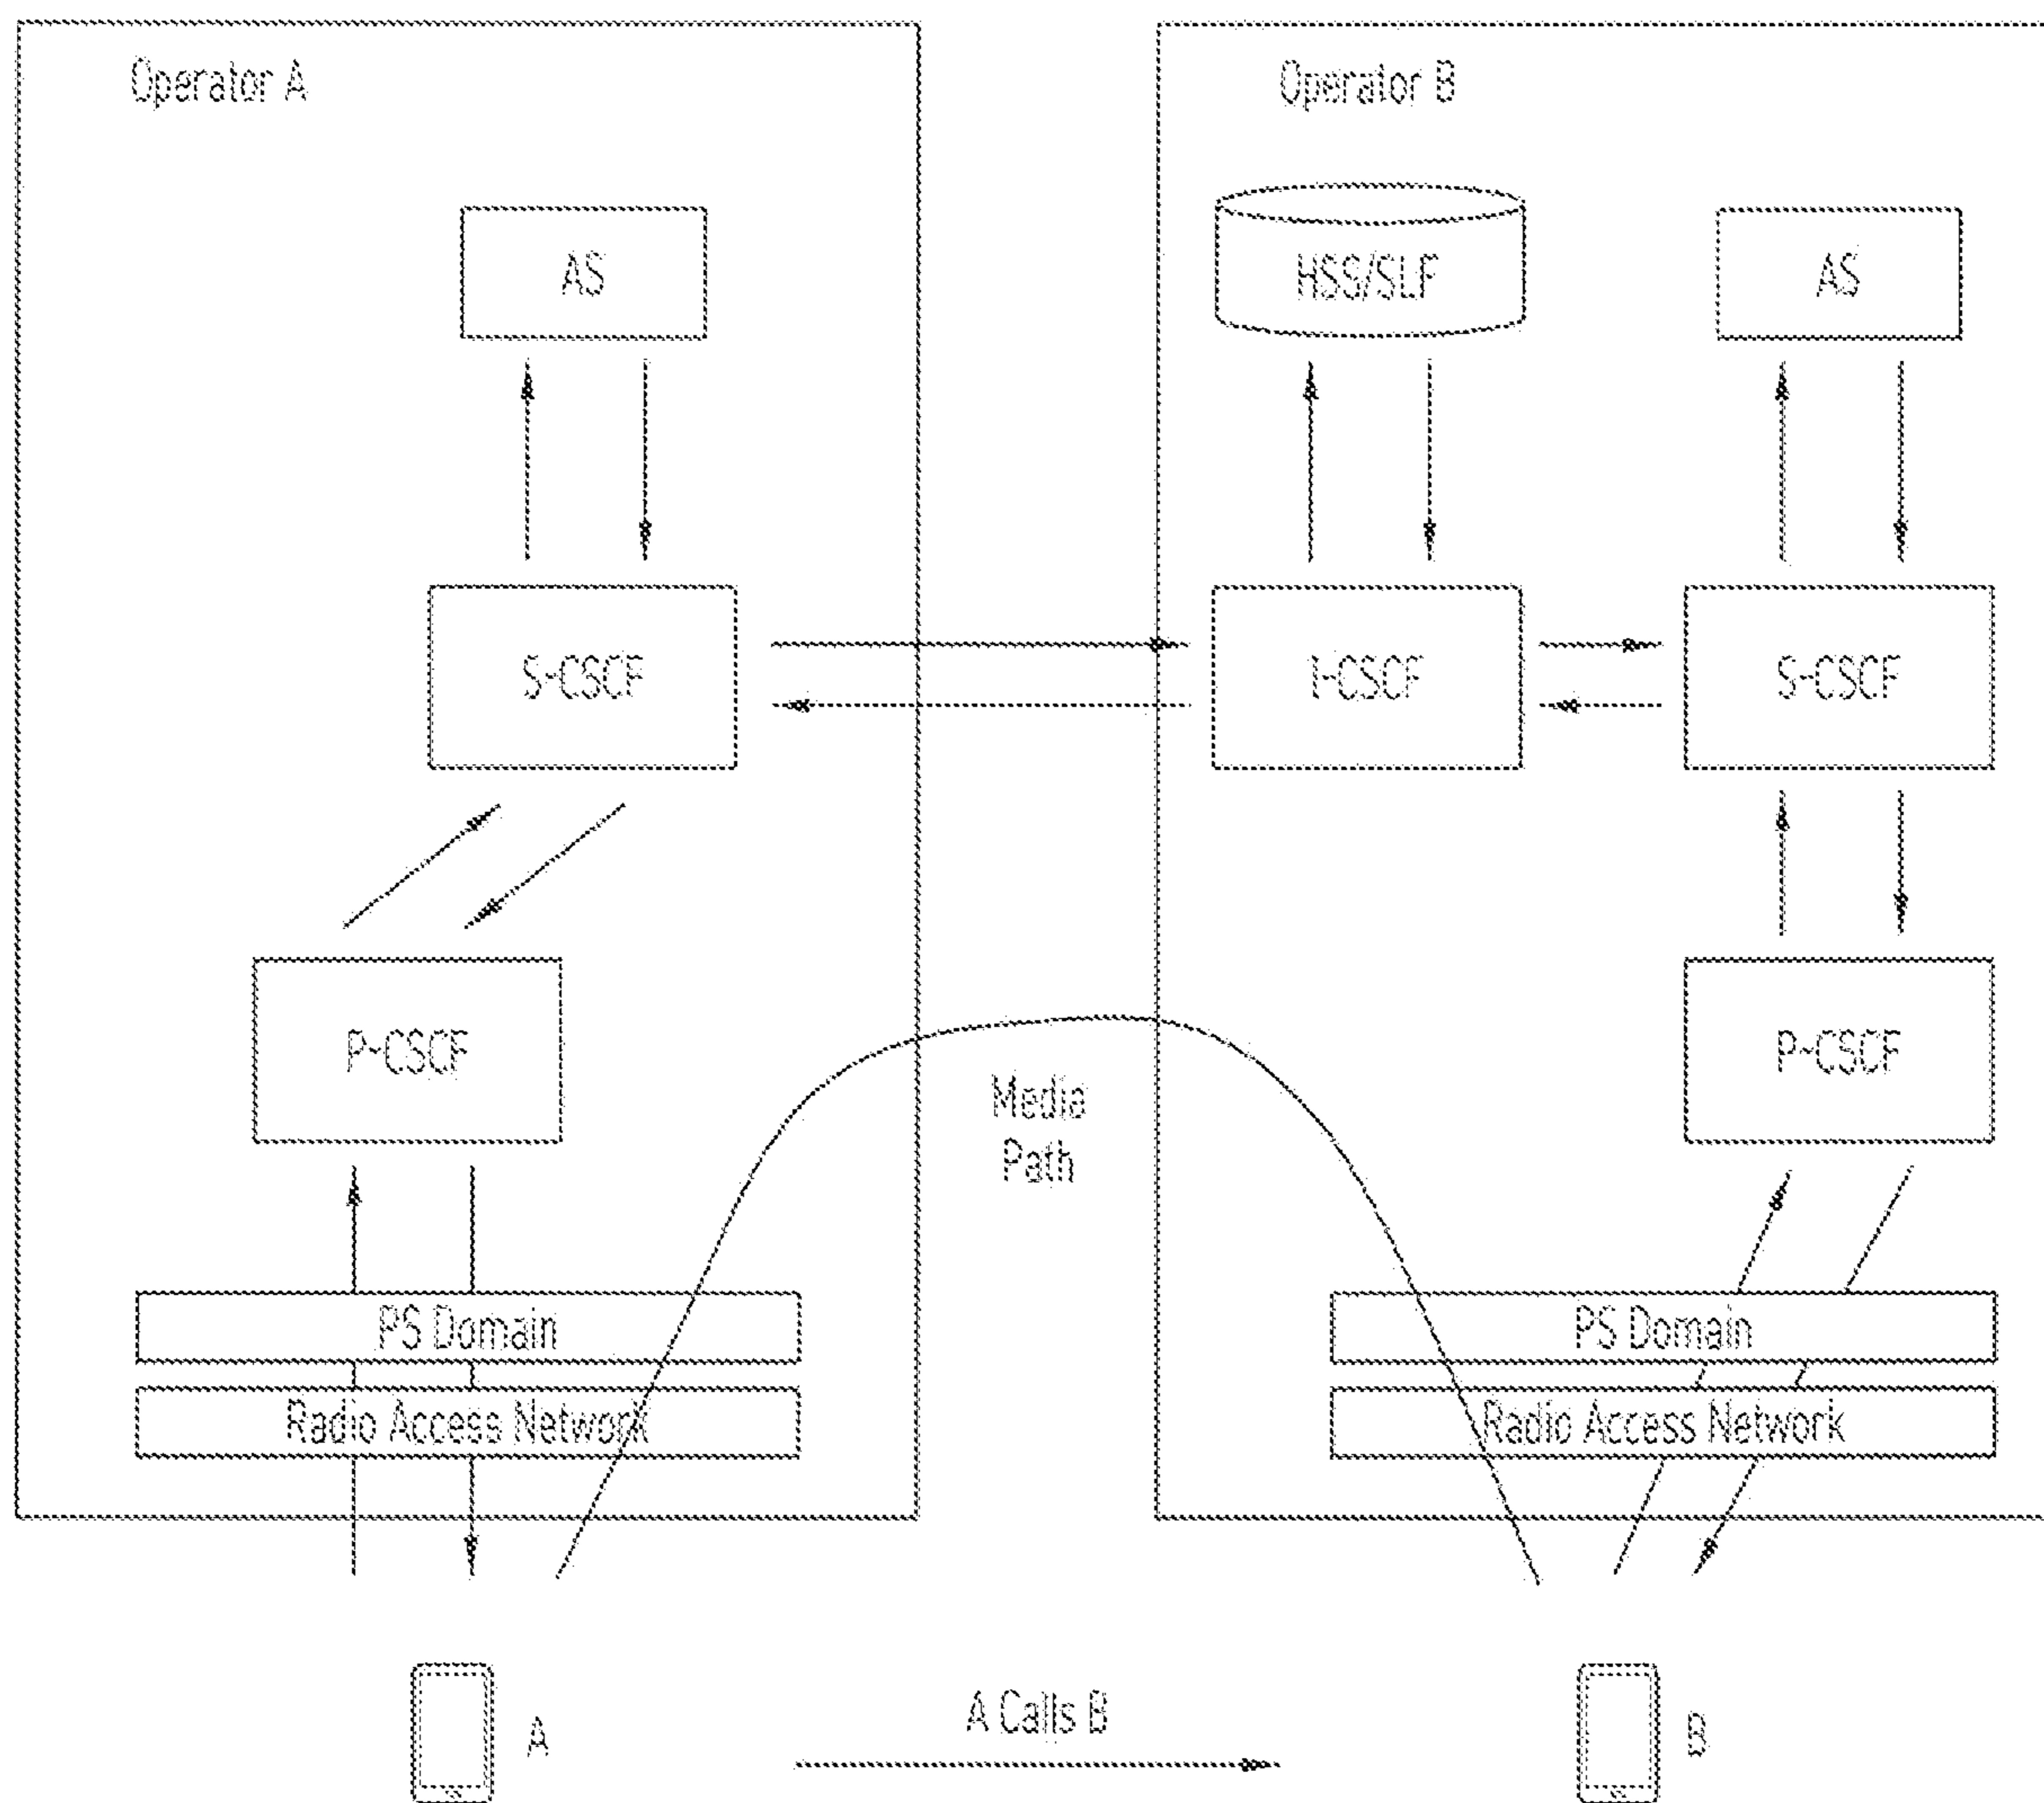 Operator A
Operator B
AS
HSS/SLF
AS
S-CSCF
I-CSCF
S-CSCF
P-CSCF
Media
Path
P-CSCF
PS Domain
Radio Access Network
PS Domain
Radio Access Network
A
A Calls B
B